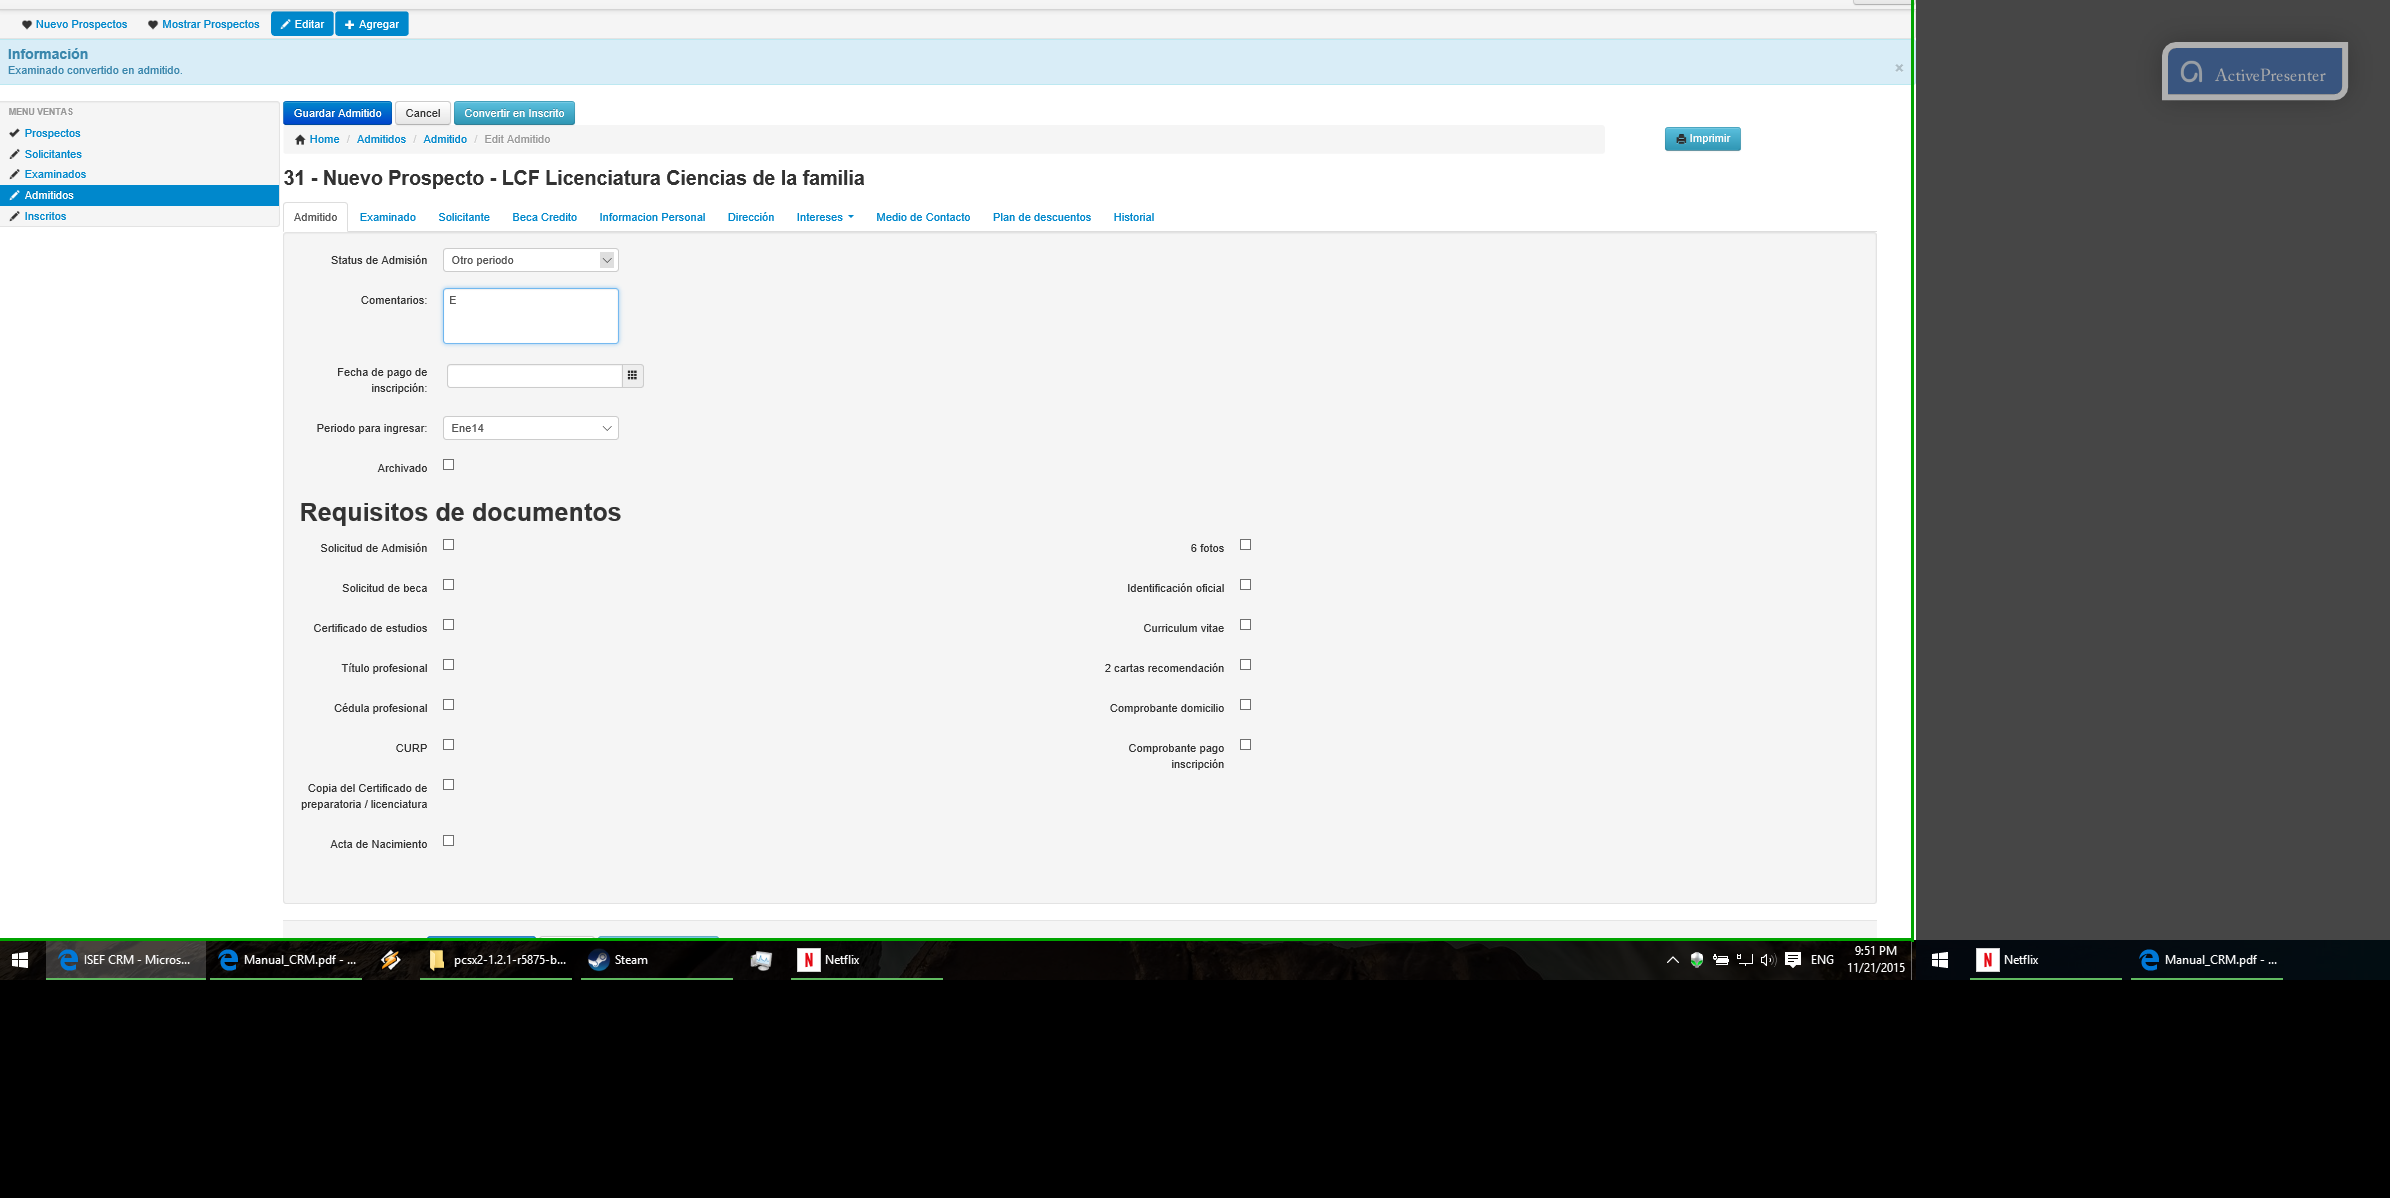 Nuevo Prospectos Mostrar Prospectos Editar Agregar
Información
Examinado convertido en admitido.
×
ActivePresenter
MENU VENTAS
Prospectos
Solicitantes
Examinados
Admitidos
Inscritos
Guardar Admitido Cancel Convertir en Inscrito
Home / Admitidos / Admitido / Edit Admitido
Imprimir
31 - Nuevo Prospecto - LCF Licenciatura Ciencias de la familia
Admitido Examinado Solicitante Beca Credito Informacion Personal Dirección Intereses Medio de Contacto Plan de descuentos Historial
Status de Admisión Otro periodo
Comentarios: E
Fecha de pago de
inscripción:
Periodo para ingresar: Ene14
Archivado
Requisitos de documentos
Solicitud de Admisión
Solicitud de beca
Certificado de estudios
Título profesional
Cédula profesional
CURP
Copia del Certificado de
preparatoria / licenciatura
Acta de Nacimiento
6 fotos
Identificación oficial
Curriculum vitae
2 cartas recomendación
Comprobante domicilio
Comprobante pago
inscripción
ISEF CRM - Micros... Manual_CRM.pdf - ... pcsx2-1.2.1-r5875-b... Steam N Netflix
ENG
9:51 PM
11/21/2015
N Netflix Manual_CRM.pdf - ...